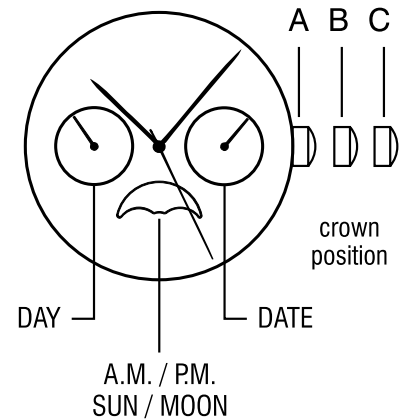 A B C
crown
position
DAY
DATE
A.M. / P.M.
SUN / MOON